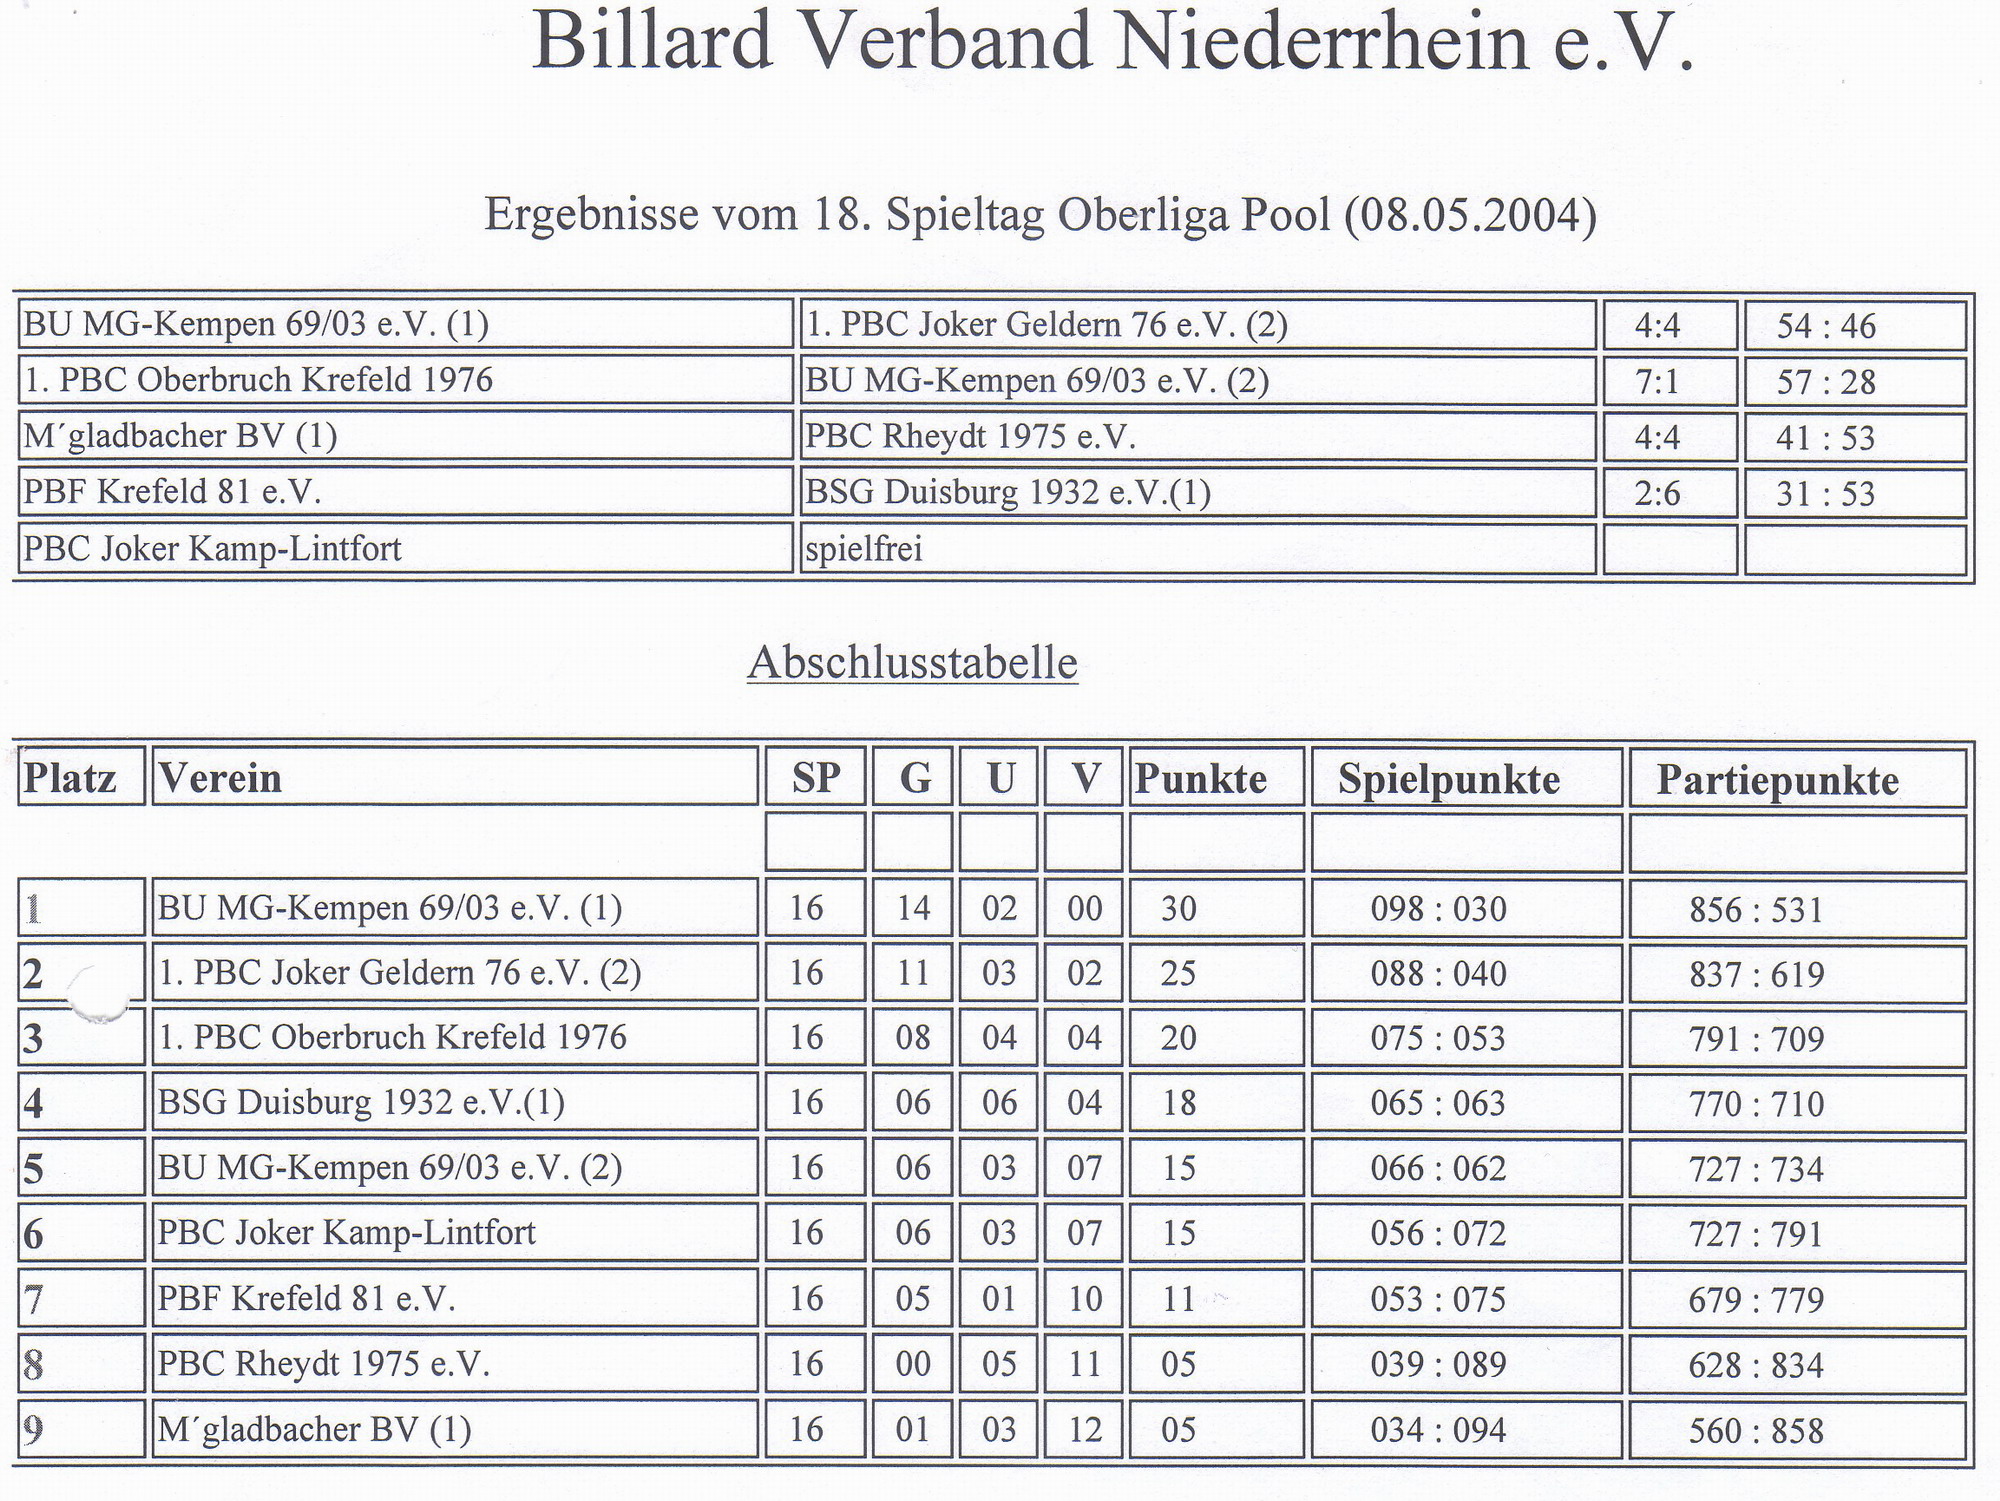 Billard Verband Niederrhein e.V.
Ergebnisse vom 18. Spieltag Oberliga Pool (08.05.2004)
BU MG-Kempen 69/03 e.V. (1) 1. PBC Joker Geldern 76 e.V. (2) 4:4 54 : 46
1. PBC Oberbruch Krefeld 1976 BU MG-Kempen 69/03 e.V. (2) 7:1 57 : 28
M´gladbacher BV (1) PBC Rheydt 1975 e.V. 4:4 41 : 53
PBF Krefeld 81 e.V. BSG Duisburg 1932 e.V.(1) 2:6 31 : 53
PBC Joker Kamp-Lintfort spielfrei
Abschlusstabelle
Platz Verein SP G U V Punkte Spielpunkte Partiepunkte
1 BU MG-Kempen 69/03 e.V. (1) 16 14 02 00 30 098 : 030 856 : 531
2 1. PBC Joker Geldern 76 e.V. (2) 16 11 03 02 25 088 : 040 837 : 619
3 1. PBC Oberbruch Krefeld 1976 16 08 04 04 20 075 : 053 791 : 709
4 BSG Duisburg 1932 e.V.(1) 16 06 06 04 18 065 : 063 770 : 710
5 BU MG-Kempen 69/03 e.V. (2) 16 06 03 07 15 066 : 062 727 : 734
6 PBC Joker Kamp-Lintfort 16 06 03 07 15 056 : 072 727 : 791
7 PBF Krefeld 81 e.V. 16 05 01 10 11 053 : 075 679 : 779
8 PBC Rheydt 1975 e.V. 16 00 05 11 05 039 : 089 628 : 834
9 M´gladbacher BV (1) 16 01 03 12 05 034 : 094 560 : 858